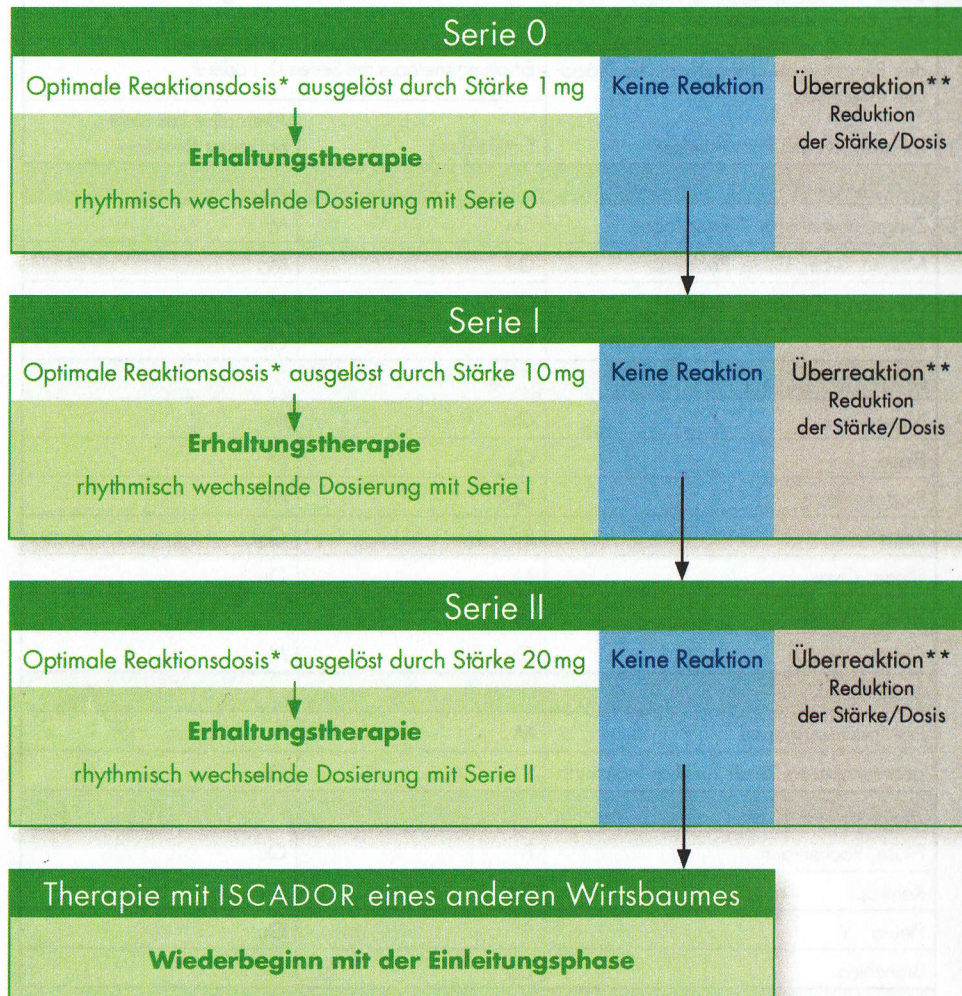 Serie 0
Optimale Reaktionsdosis* ausgelöst durch Stärke 1 mg
Erhaltungstherapie
rhythmisch wechselnde Dosierung mit Serie 0
Keine Reaktion
Überreaktion**
Reduktion
der Stärke/Dosis
Serie I
Optimale Reaktionsdosis* ausgelöst durch Stärke 10 mg
Erhaltungstherapie
rhythmisch wechselnde Dosierung mit Serie I
Keine Reaktion
Überreaktion**
Reduktion
der Stärke/Dosis
Serie II
Optimale Reaktionsdosis* ausgelöst durch Stärke 20 mg
Erhaltungstherapie
rhythmisch wechselnde Dosierung mit Serie II
Keine Reaktion
Überreaktion**
Reduktion
der Stärke/Dosis
Therapie mit ISCADOR eines anderen Wirtsbaumes
Wiederbeginn mit der Einleitungsphase